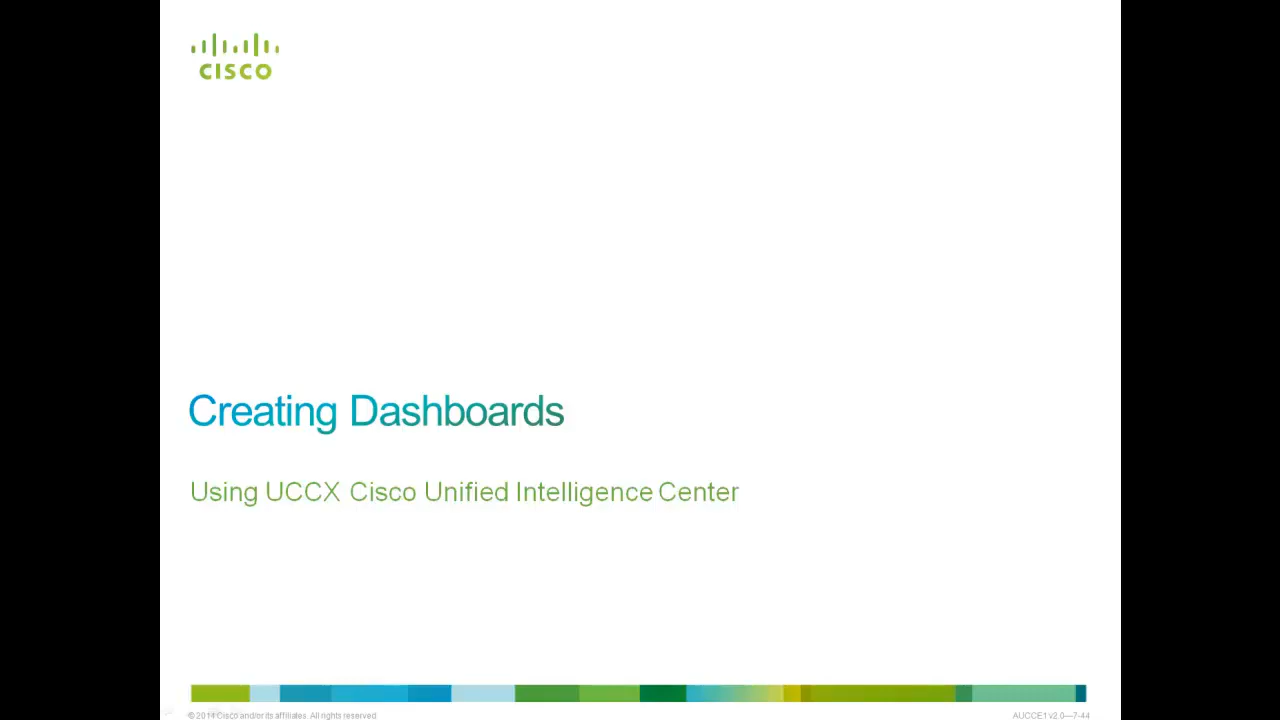 CISCO
Creating Dashboards
Using UCCX Cisco Unified Intelligence Center
© 2014 Cisco and/or its affiliates. All rights reserved.
AUCCE1 v2.0—7-44